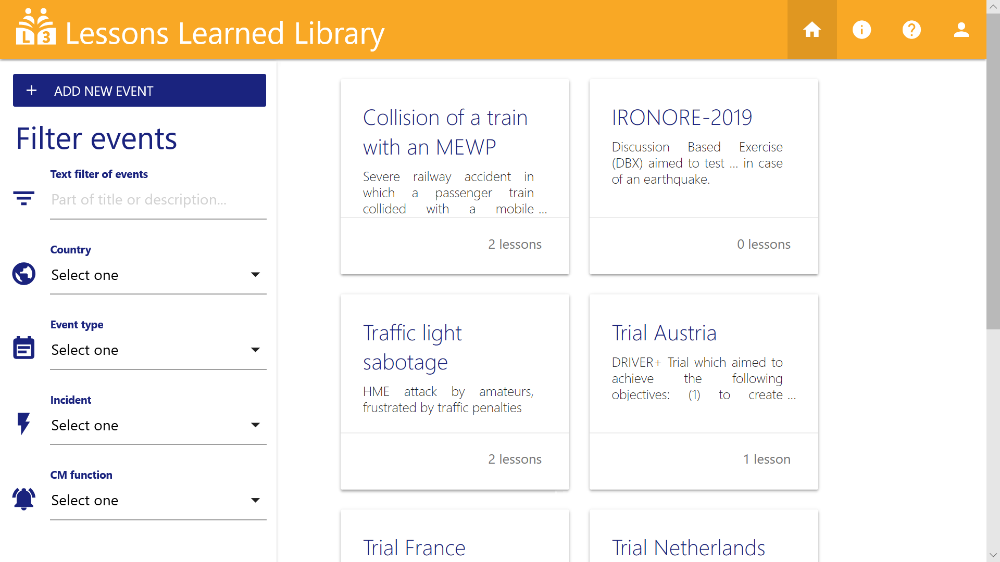 L 3
Lessons Learned Library
ADD NEW EVENT
Filter events
Text filter of events
Part of title or description...
Country
Select one
Event type
Select one
Incident
Select one
CM function
Select one
Collision of a train
with an MEWP
Severe railway accident in
which a passenger train
collided with a mobile ...
2 lessons
IRONORE-2019
Discussion Based Exercise
(DBX) aimed to test ... in case
of an earthquake.
0 lessons
Traffic light
sabotage
HME attack by amateurs,
frustrated by traffic penalties
2 lessons
Trial Austria
DRIVER+ Trial which aimed to
achieve the following
objectives: (1) to create ...
1 lesson
Trial France
Trial Netherlands